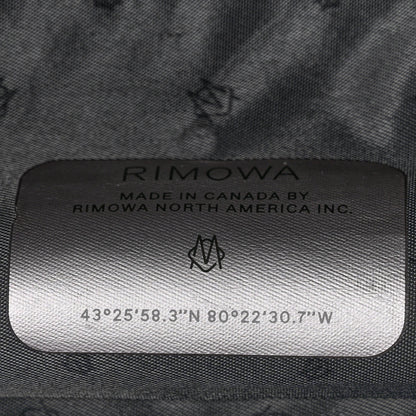 RIMOWA
MADE IN CANADA BY
RIMOWA NORTH AMERICA INC.
43°25'58.3"N 80°22'30.7"W